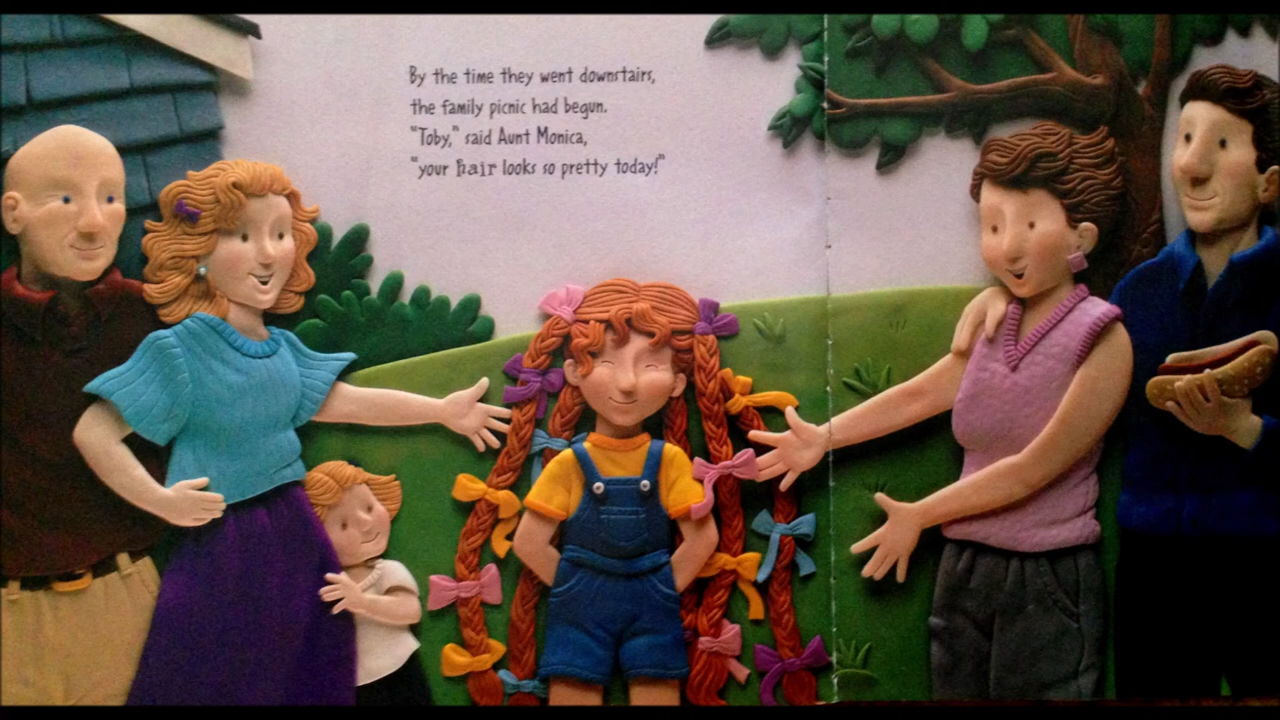 By the time they went downstairs,
the family picnic had begun.
"Toby," said Aunt Monica,
"your hair looks so pretty today!"